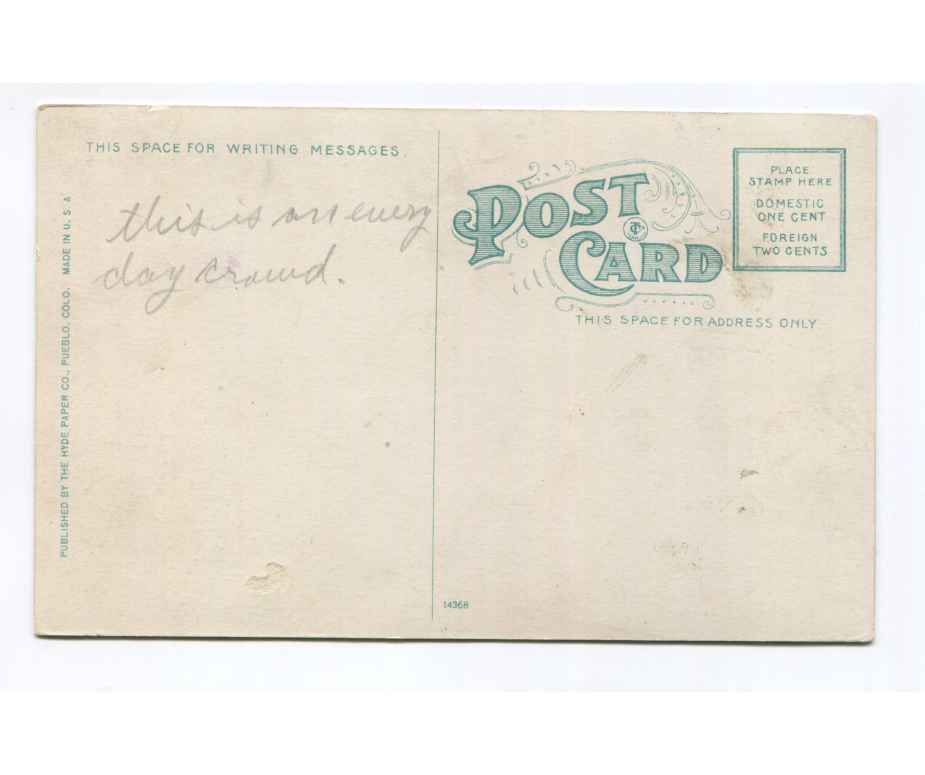 THIS SPACE FOR WRITING MESSAGES.
this is an every
day crowd.
PUBLISHED BY THE HYDE PAPER CO., PUEBLO, COLO. MADE IN U. S. A
POST
CARD
THIS SPACE FOR ADDRESS ONLY
PLACE
STAMP HERE
DOMESTIC
ONE CENT
FOREIGN
TWO CENTS
14368